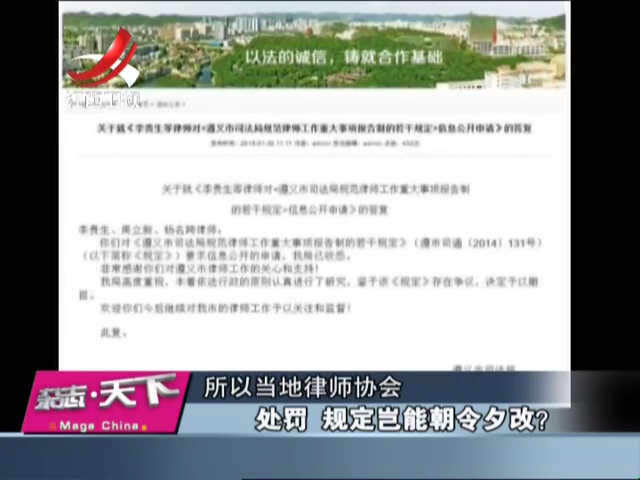 以法的诚信，铸就合作基础
关于就《李贵生等律师对<遵义市司法局规范律师工作重大事项报告制的若干规定>信息公开申请》的答复
关于就《李贵生等律师对<遵义市司法局规范律师工作重大事项报告制
的若干规定>信息公开申请》的答复
李贵生、周立新、杨名跨律师：
你们对《遵义市司法局规范律师工作重大事项报告制的若干规定》（遵市司通〔2014〕131号）
（以下简称《规定》）要求信息公开的申请，我局已收悉。
非常感谢你们对遵义市律师工作的关心和支持！
我局高度重视，本着依法行政的原则认真进行了研究，鉴于该《规定》存在争议，决定予以撤
回。
欢迎你们今后继续对我市的律师工作予以关注和监督！
此复。
遵义市司法局
杂志·天下
Maga China
所以当地律师协会
处罚 规定岂能朝令夕改?